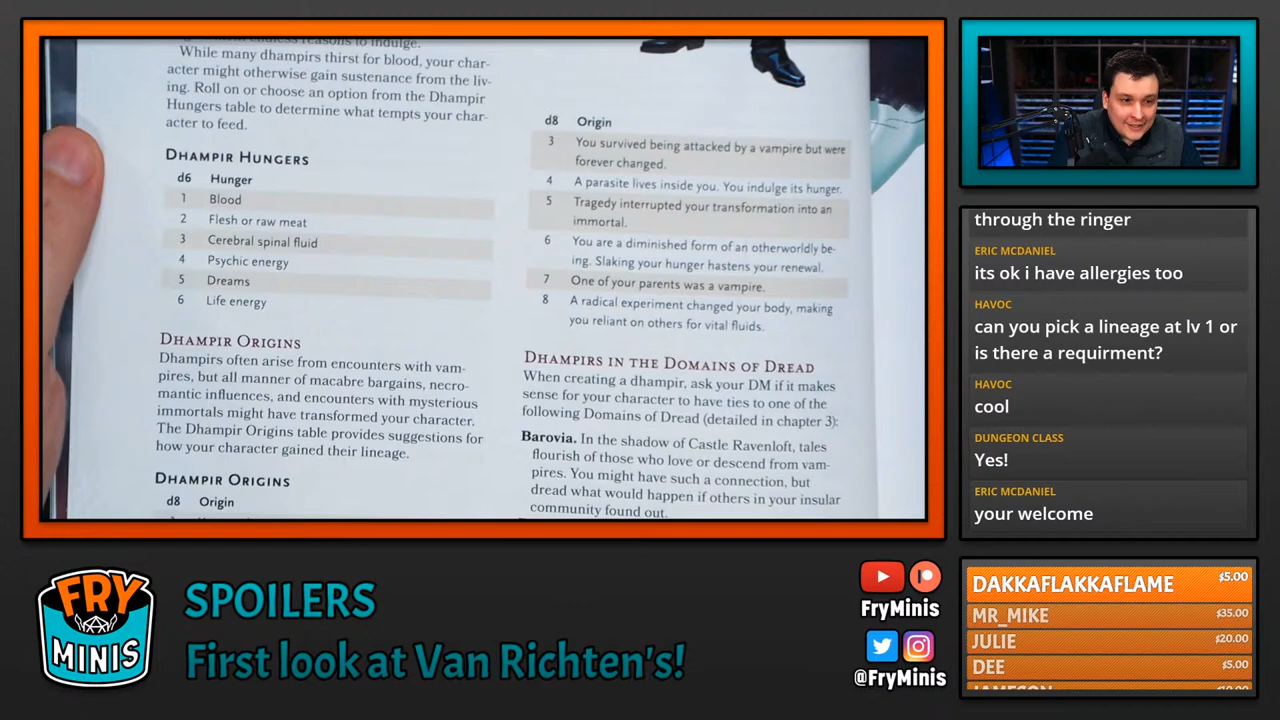 endless reasons to indulge.
While many dhampirs thirst for blood, your char-
acter might otherwise gain sustenance from the liv-
ing. Roll on or choose an option from the Dhampir
Hungers table to determine what tempts your char-
acter to feed.
DHAMPIR HUNGERS
d6 Hunger
1 Blood
2 Flesh or raw meat
3 Cerebral spinal fluid
4 Psychic energy
5 Dreams
6 Life energy
DHAMPIR ORIGINS
Dhampirs often arise from encounters with vam-
pires, but all manner of macabre bargains, necro-
mantic influences, and encounters with mysterious
immortals might have transformed your character.
The Dhampir Origins table provides suggestions for
how your character gained their lineage.
DHAMPIR ORIGINS
d8 Origin
d8 Origin
3 You survived being attacked by a vampire but were
forever changed.
4 A parasite lives inside you. You indulge its hunger.
5 Tragedy interrupted your transformation into an
immortal.
6 You are a diminished form of an otherworldly be-
ing. Slaking your hunger hastens your renewal.
7 One of your parents was a vampire.
8 A radical experiment changed your body, making
you reliant on others for vital fluids.
DHAMPIRS IN THE DOMAINS OF DREAD
When creating a dhampir, ask your DM if it makes
sense for your character to have ties to one of the
following Domains of Dread (detailed in chapter 3):
Barovia. In the shadow of Castle Ravenloft, tales
flourish of those who love or descend from vam-
pires. You might have such a connection, but
dread what would happen if others in your insular
community found out.
through the ringer
ERIC MCDANIEL
its ok i have allergies too
HAVOC
can you pick a lineage at lv 1 or
is there a requirment?
HAVOC
cool
DUNGEON CLASS
Yes!
ERIC MCDANIEL
your welcome
FRY
MINIS
SPOILERS
First look at Van Richten's!
FryMinis
@FryMinis
DAKKAFLAKKAFLAME $5.00
MR_MIKE $35.00
JULIE $20.00
DEE $5.00
JAMESON $10.00